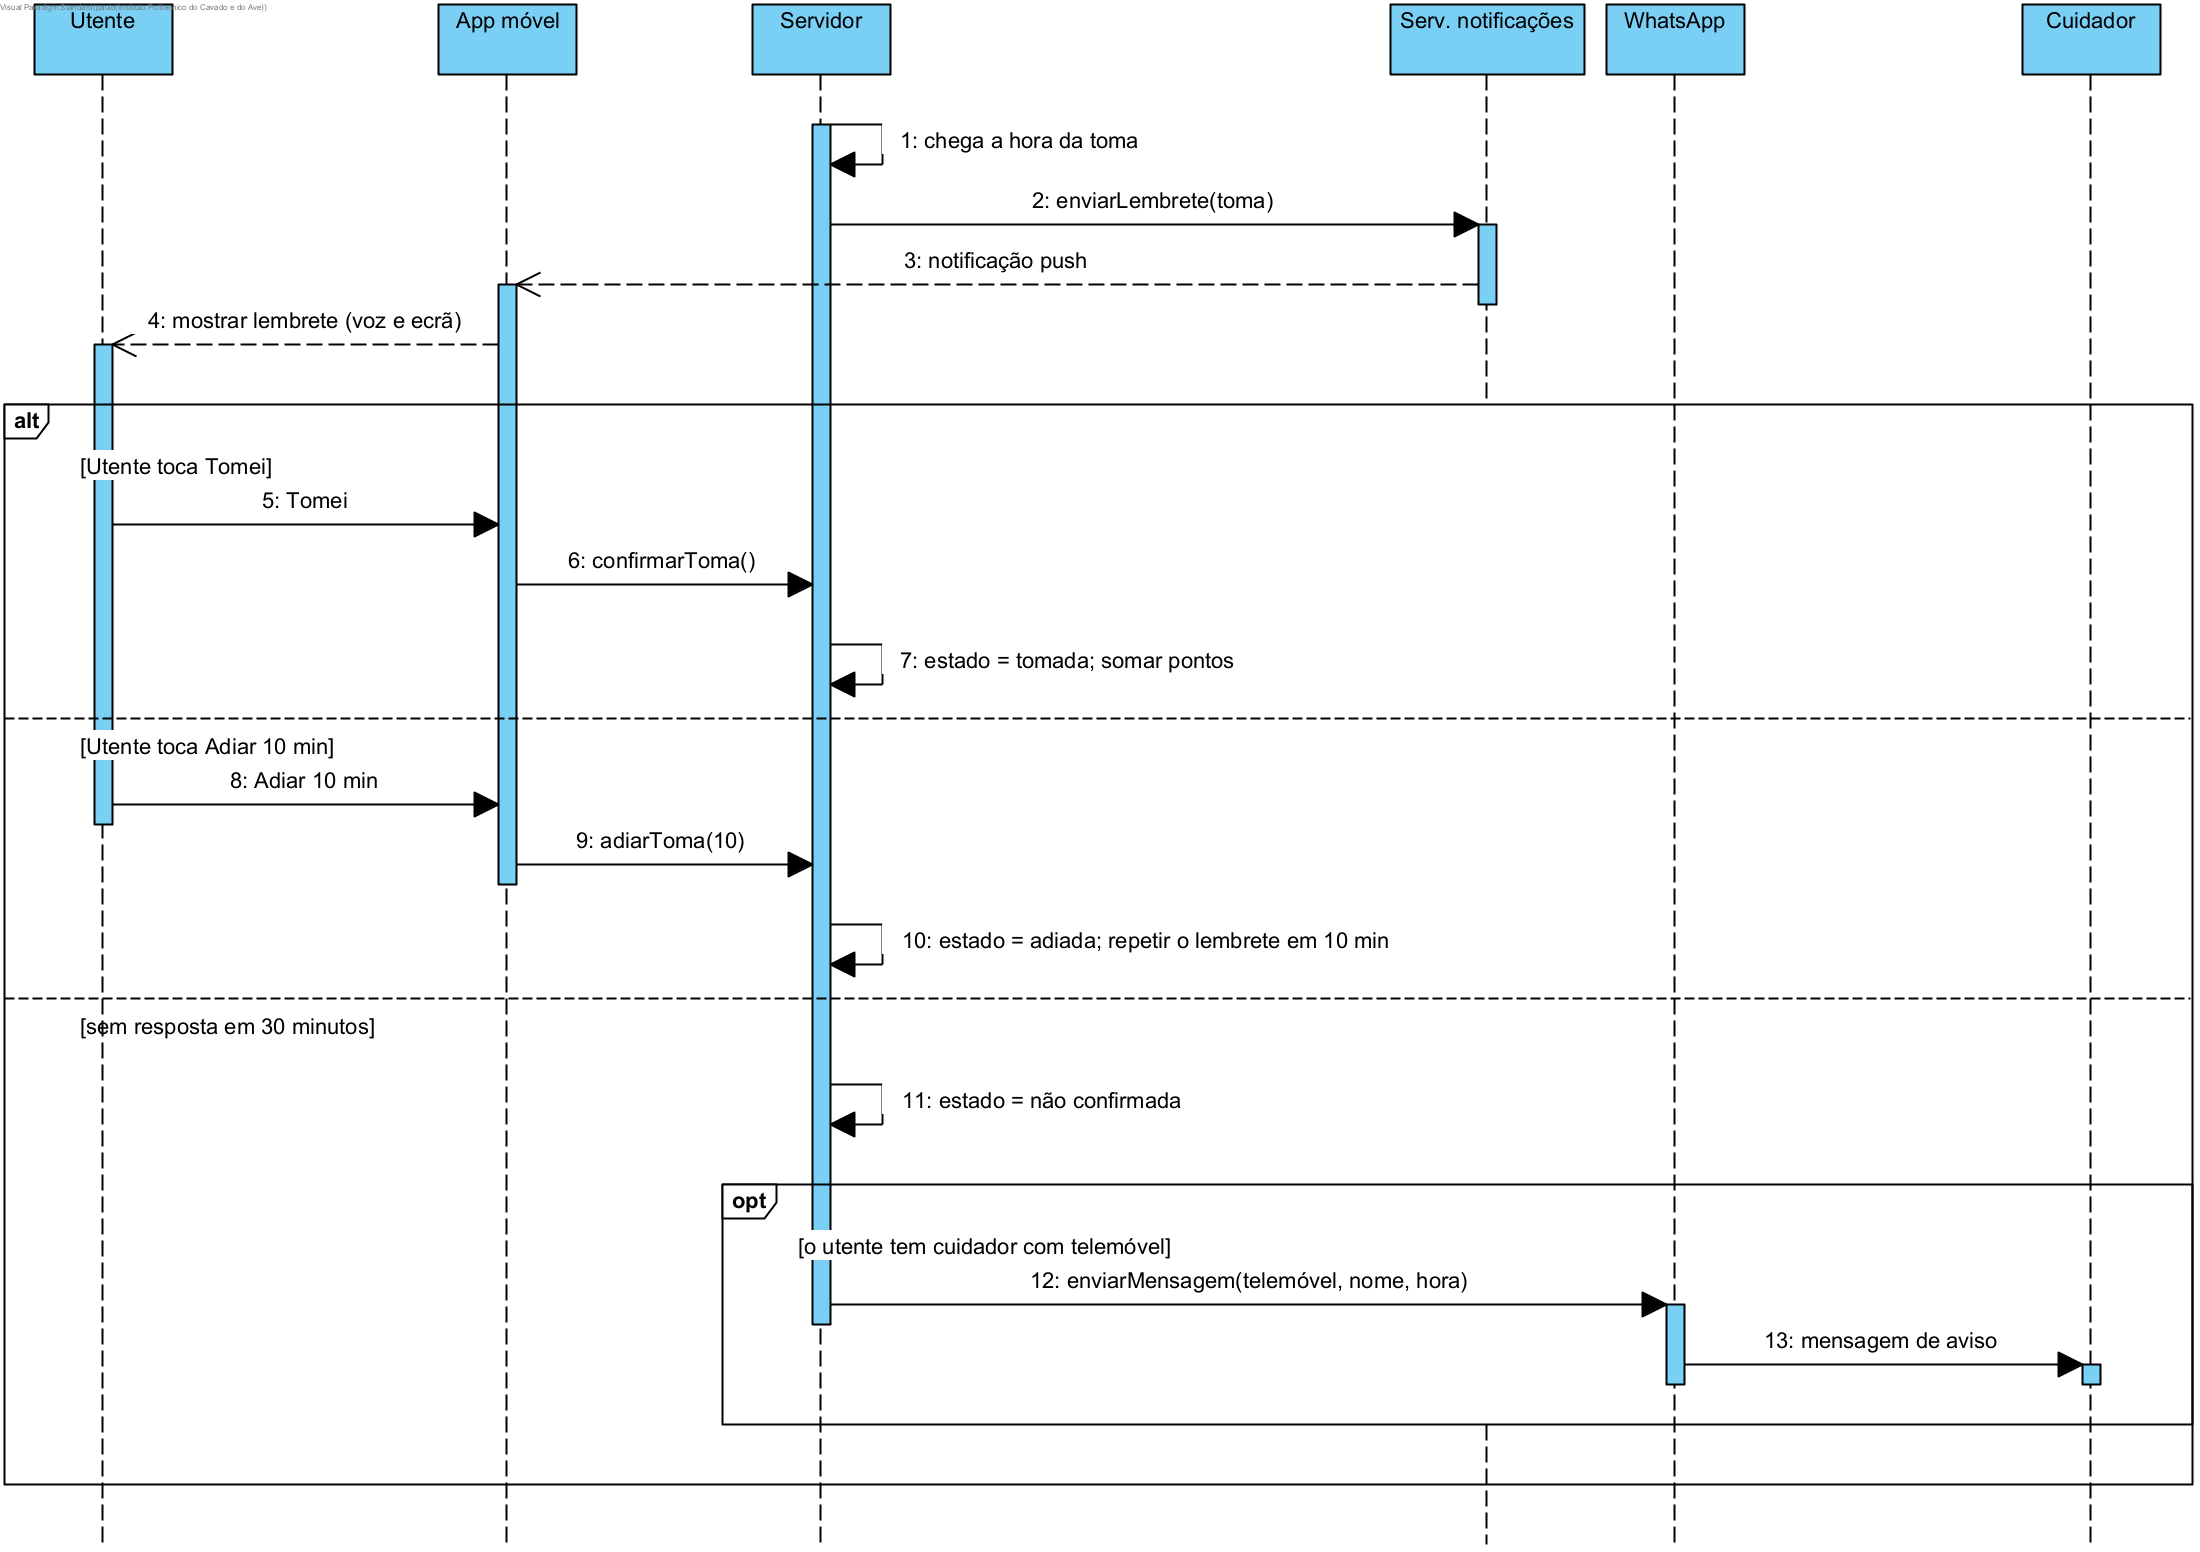 Utente
App móvel
Servidor
Serv. notificações
WhatsApp
Cuidador
1: chega a hora da toma
2: enviarLembrete(toma)
3: notificação push
4: mostrar lembrete (voz e ecrã)
alt
[Utente toca Tomei]
5: Tomei
6: confirmarToma()
7: estado = tomada; somar pontos
[Utente toca Adiar 10 min]
8: Adiar 10 min
9: adiarToma(10)
10: estado = adiada; repetir o lembrete em 10 min
[sem resposta em 30 minutos]
11: estado = não confirmada
opt
[o utente tem cuidador com telemóvel]
12: enviarMensagem(telemóvel, nome, hora)
13: mensagem de aviso